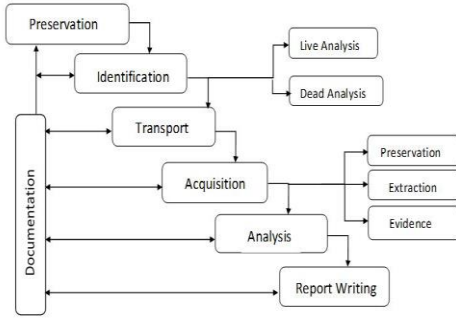 Preservation
Live Analysis
Identification
Dead Analysis
Transport
Preservation
Acquisition
Extraction
Evidence
Analysis
Documentation
Report Writing